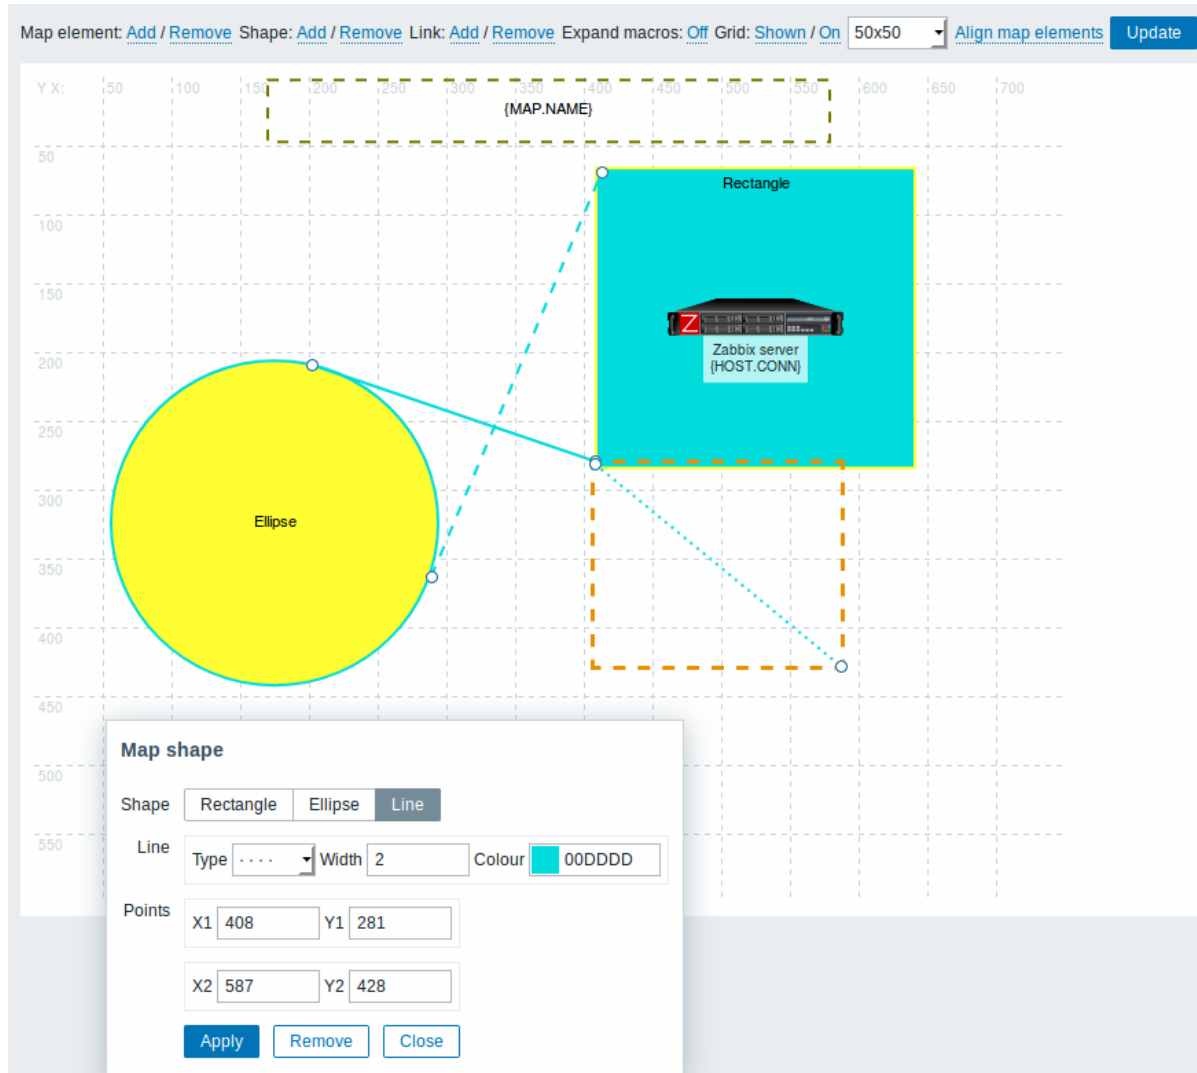 Map element: Add / Remove Shape: Add / Remove Link: Add / Remove Expand macros: Off Grid: Shown / On 50x50 Align map elements Update
Y X: 50 100 150 200 250 300 350 400 450 500 550 600 650 700
{MAP.NAME}
50
Rectangle
100
150
Z
Zabbix server
{HOST.CONN}
200
250
300
Ellipse
350
400
450
Map shape
500
Shape Rectangle Ellipse Line
550
Line Type Width 2 Colour 00DDDD
Points X1 408 Y1 281
X2 587 Y2 428
Apply Remove Close